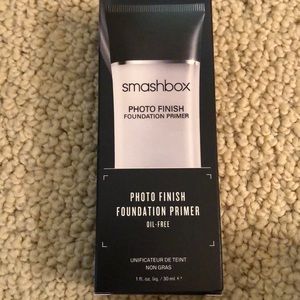 smashbox
PHOTO FINISH
FOUNDATION PRIMER
PHOTO FINISH
FOUNDATION PRIMER
OIL-FREE
UNIFICATEUR DE TEINT
NON GRAS
1 fl. oz. liq. / 30 ml e